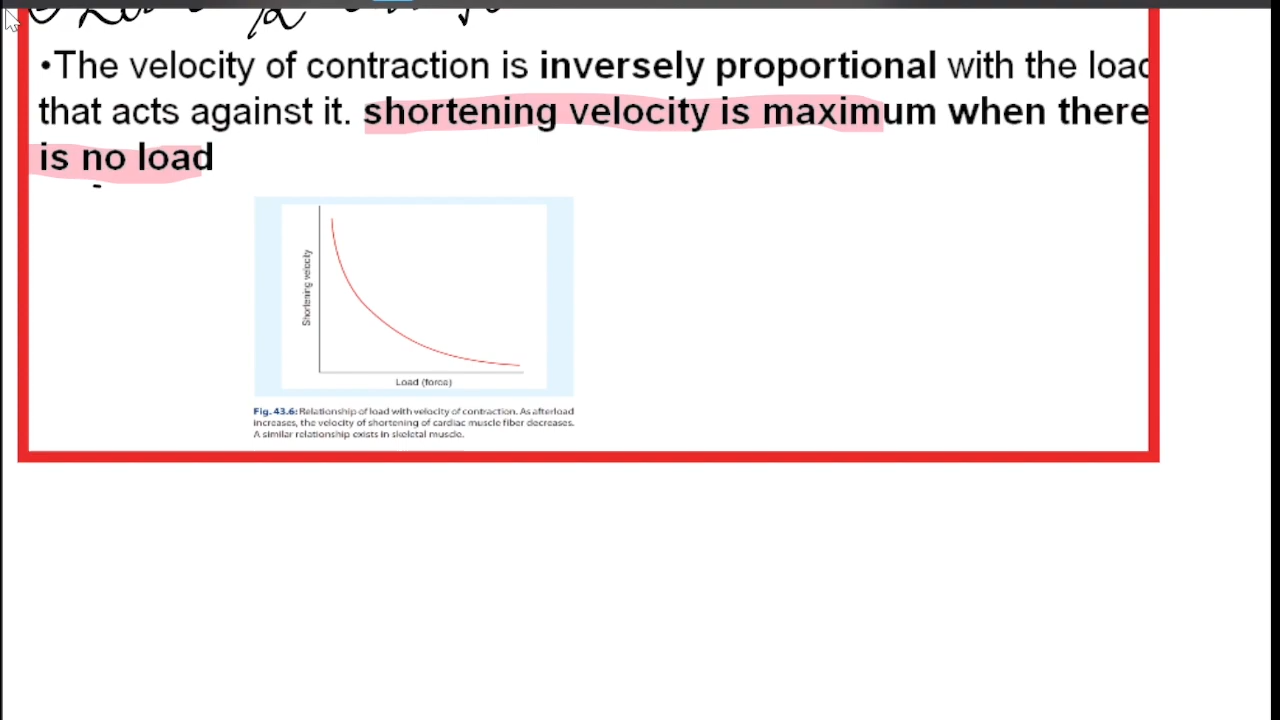 •The velocity of contraction is inversely proportional with the load
that acts against it. shortening velocity is maximum when there
is no load
Shortening velocity
Load (force)
Fig. 43.6: Relationship of load with velocity of contraction. As afterload
increases, the velocity of shortening of cardiac muscle fiber decreases.
A similar relationship exists in skeletal muscle.